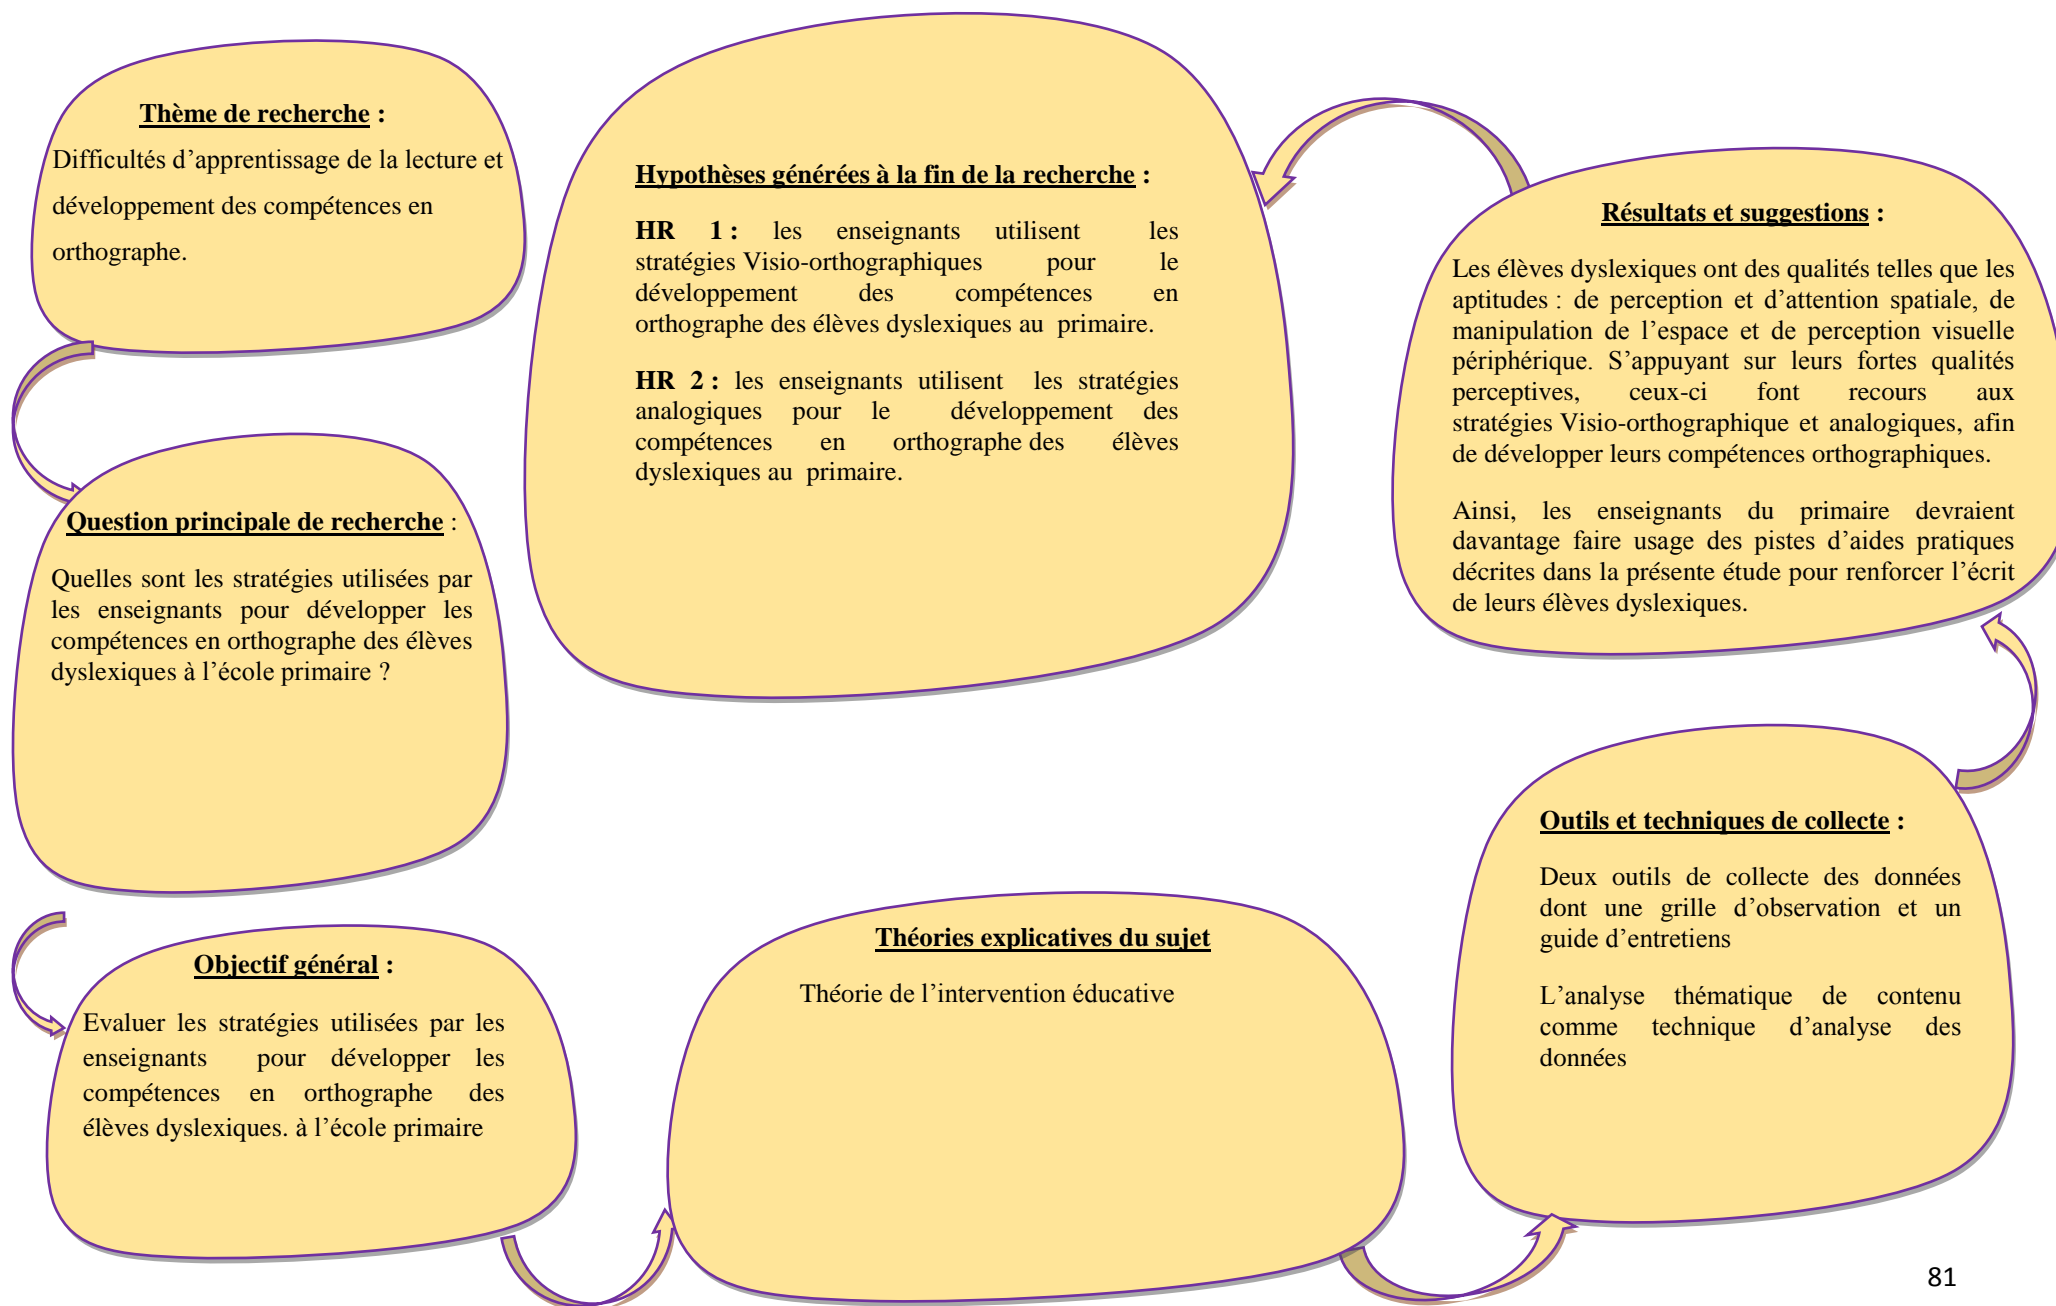 Thème de recherche :
Difficultés d’apprentissage de la lecture et
développement des compétences en
orthographe.
Question principale de recherche :
Quelles sont les stratégies utilisées par
les enseignants pour développer les
compétences en orthographe des élèves
dyslexiques à l’école primaire ?
Objectif général :
Evaluer les stratégies utilisées par les
enseignants pour développer les
compétences en orthographe des
élèves dyslexiques. à l’école primaire
Théories explicatives du sujet
Théorie de l’intervention éducative
Outils et techniques de collecte :
Deux outils de collecte des données
dont une grille d’observation et un
guide d’entretiens
L’analyse thématique de contenu
comme technique d’analyse des
données
Résultats et suggestions :
Les élèves dyslexiques ont des qualités telles que les
aptitudes : de perception et d’attention spatiale, de
manipulation de l’espace et de perception visuelle
périphérique. S’appuyant sur leurs fortes qualités
perceptives, ceux-ci font recours aux
stratégies Visio-orthographique et analogiques, afin
de développer leurs compétences orthographiques.
Ainsi, les enseignants du primaire devraient
davantage faire usage des pistes d’aides pratiques
décrites dans la présente étude pour renforcer l’écrit
de leurs élèves dyslexiques.
Hypothèses générées à la fin de la recherche :
HR 1 : les enseignants utilisent les
stratégies Visio-orthographiques pour le
développement des compétences en
orthographe des élèves dyslexiques au primaire.
HR 2 : les enseignants utilisent les stratégies
analogiques pour le développement des
compétences en orthographe des élèves
dyslexiques au primaire.
81